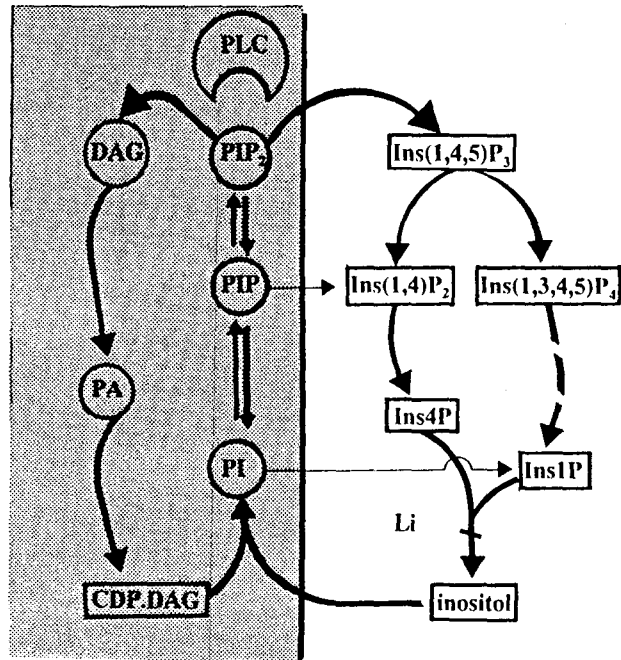 PLC
DAG
PIP₂
Ins(1,4,5)P₃
PIP
Ins(1,4)P₂
Ins(1,3,4,5)P₄
PA
Ins4P
PI
Ins1P
Li
CDP.DAG
inositol